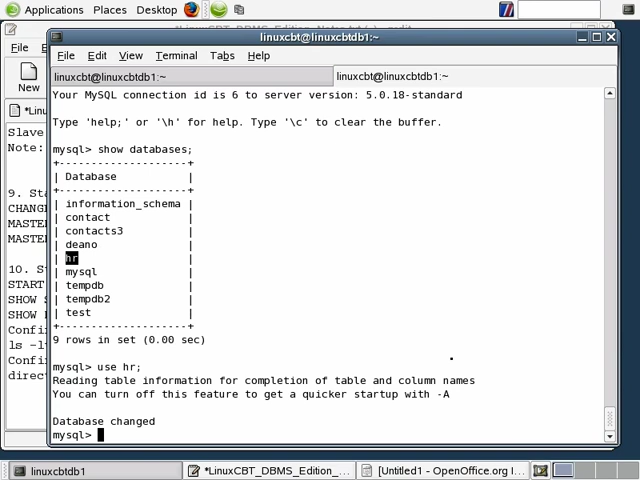 Applications Places Desktop
linuxcbt@linuxcbtdb1:~
File Edit View Terminal Tabs Help
linuxcbt@linuxcbtdb1:~ linuxcbt@linuxcbtdb1:~
Your MySQL connection id is 6 to server version: 5.0.18-standard
Type 'help;' or '\h' for help. Type '\c' to clear the buffer.
mysql> show databases;
+--------------------+
| Database           |
+--------------------+
| information_schema |
| contact            |
| contacts3          |
| deano              |
| hr                 |
| mysql              |
| tempdb             |
| tempdb2            |
| test               |
+--------------------+
9 rows in set (0.00 sec)
mysql> use hr;
Reading table information for completion of table and column names
You can turn off this feature to get a quicker startup with -A
Database changed
mysql>
File
New
*Linu
Slave
Note:
9. Sta
CHANGE
MASTER
MASTER
10. St
START
SHOW S
Confi
ls -l
Confi
direc
linuxcbtdb1 *LinuxCBT_DBMS_Edition_... [Untitled1 - OpenOffice.org I...